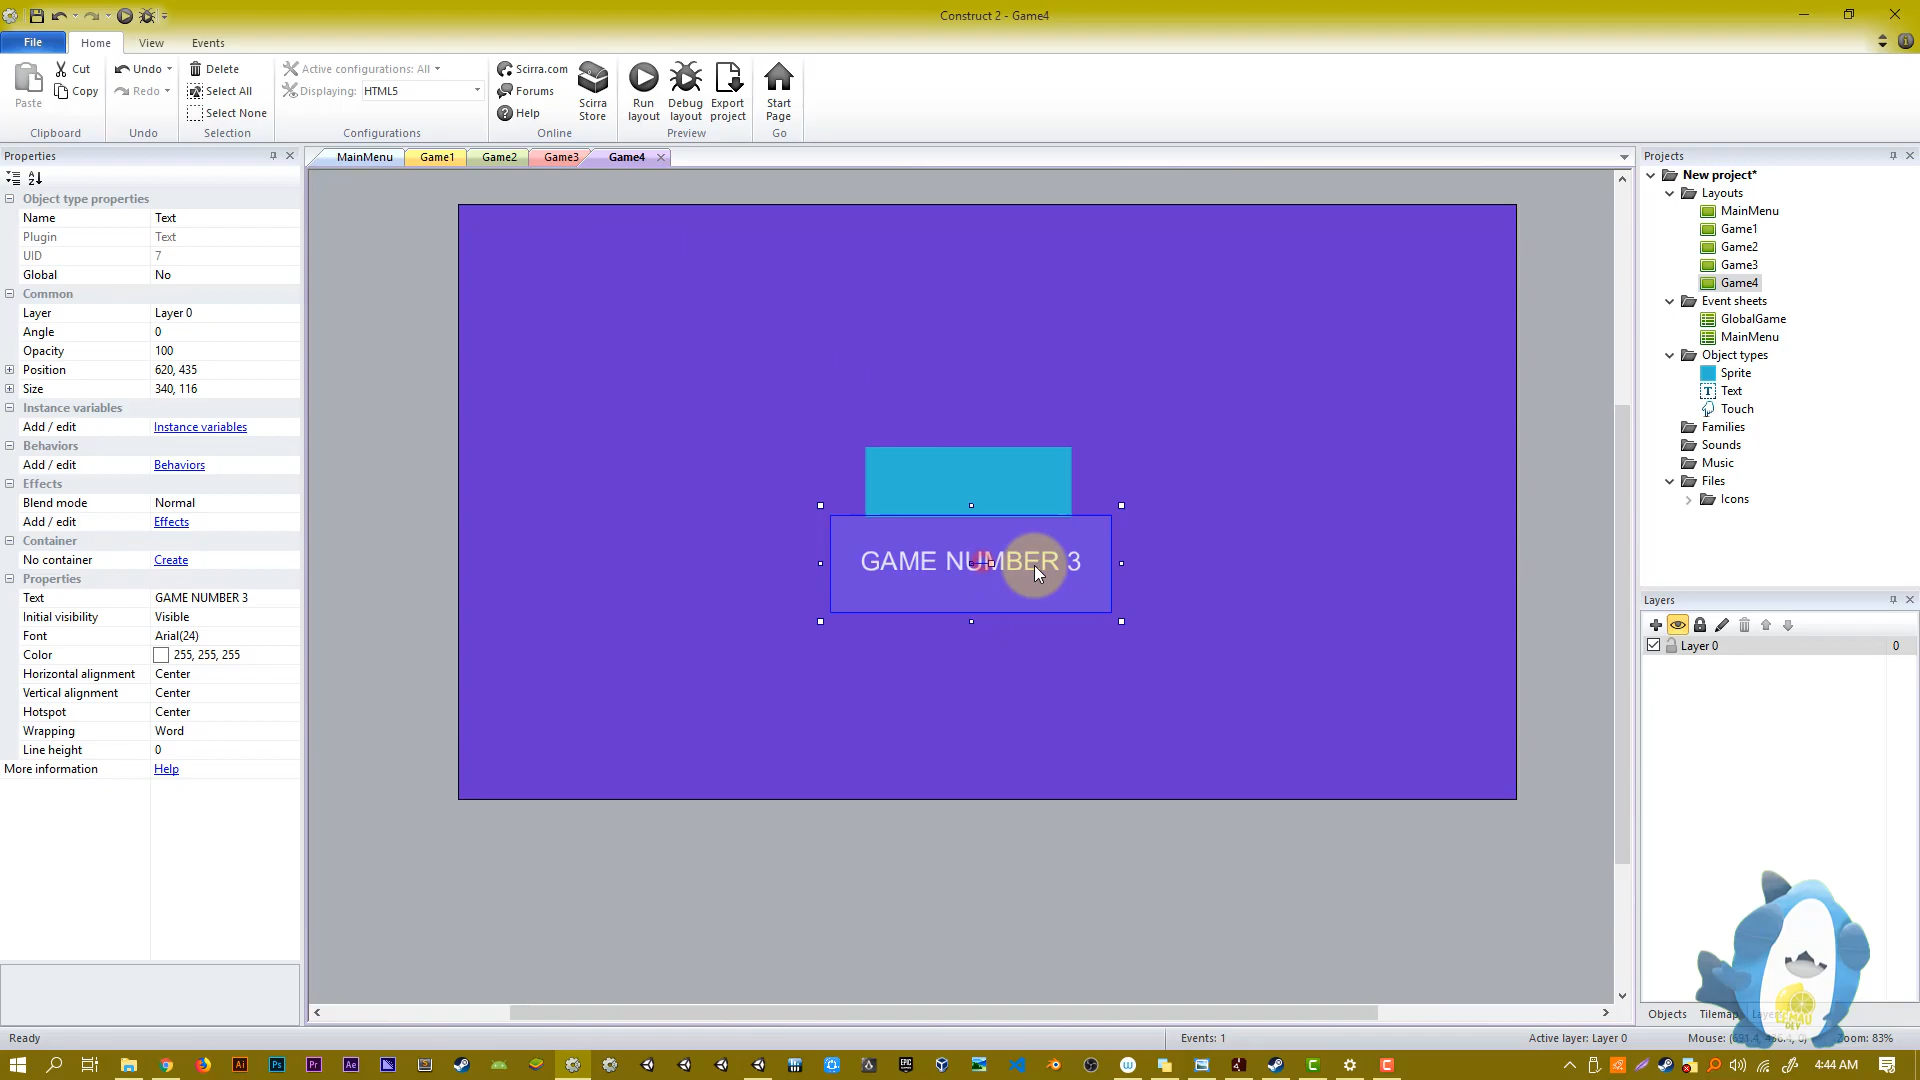 Construct 2 - Game4
File
Home
View
Events
Paste
Cut
Copy
Clipboard
Undo
Redo
Undo
Delete
Select All
Select None
Selection
Active configurations: All
Displaying: HTML5
Configurations
Scirra.com
Forums
Help
Scirra Store
Online
Run layout
Debug layout
Export project
Preview
Start Page
Go
Properties
MainMenu
Game1
Game2
Game3
Game4
Object type properties
Name Text
Plugin Text
UID 7
Global No
Common
Layer Layer 0
Angle 0
Opacity 100
Position 620, 435
Size 340, 116
Instance variables
Add / edit Instance variables
Behaviors
Add / edit Behaviors
Effects
Blend mode Normal
Add / edit Effects
Container
No container Create
Properties
Text GAME NUMBER 3
Initial visibility Visible
Font Arial(24)
Color 255, 255, 255
Horizontal alignment Center
Vertical alignment Center
Hotspot Center
Wrapping Word
Line height 0
More information Help
GAME NUMBER 3
Projects
New project*
Layouts
MainMenu
Game1
Game2
Game3
Game4
Event sheets
GlobalGame
MainMenu
Object types
Sprite
Text
Touch
Families
Sounds
Music
Files
Icons
Layers
Layer 0 0
Objects Tilemap
Ready
Events: 1
Active layer: Layer 0
Mouse:
Zoom: 83%
4:44 AM